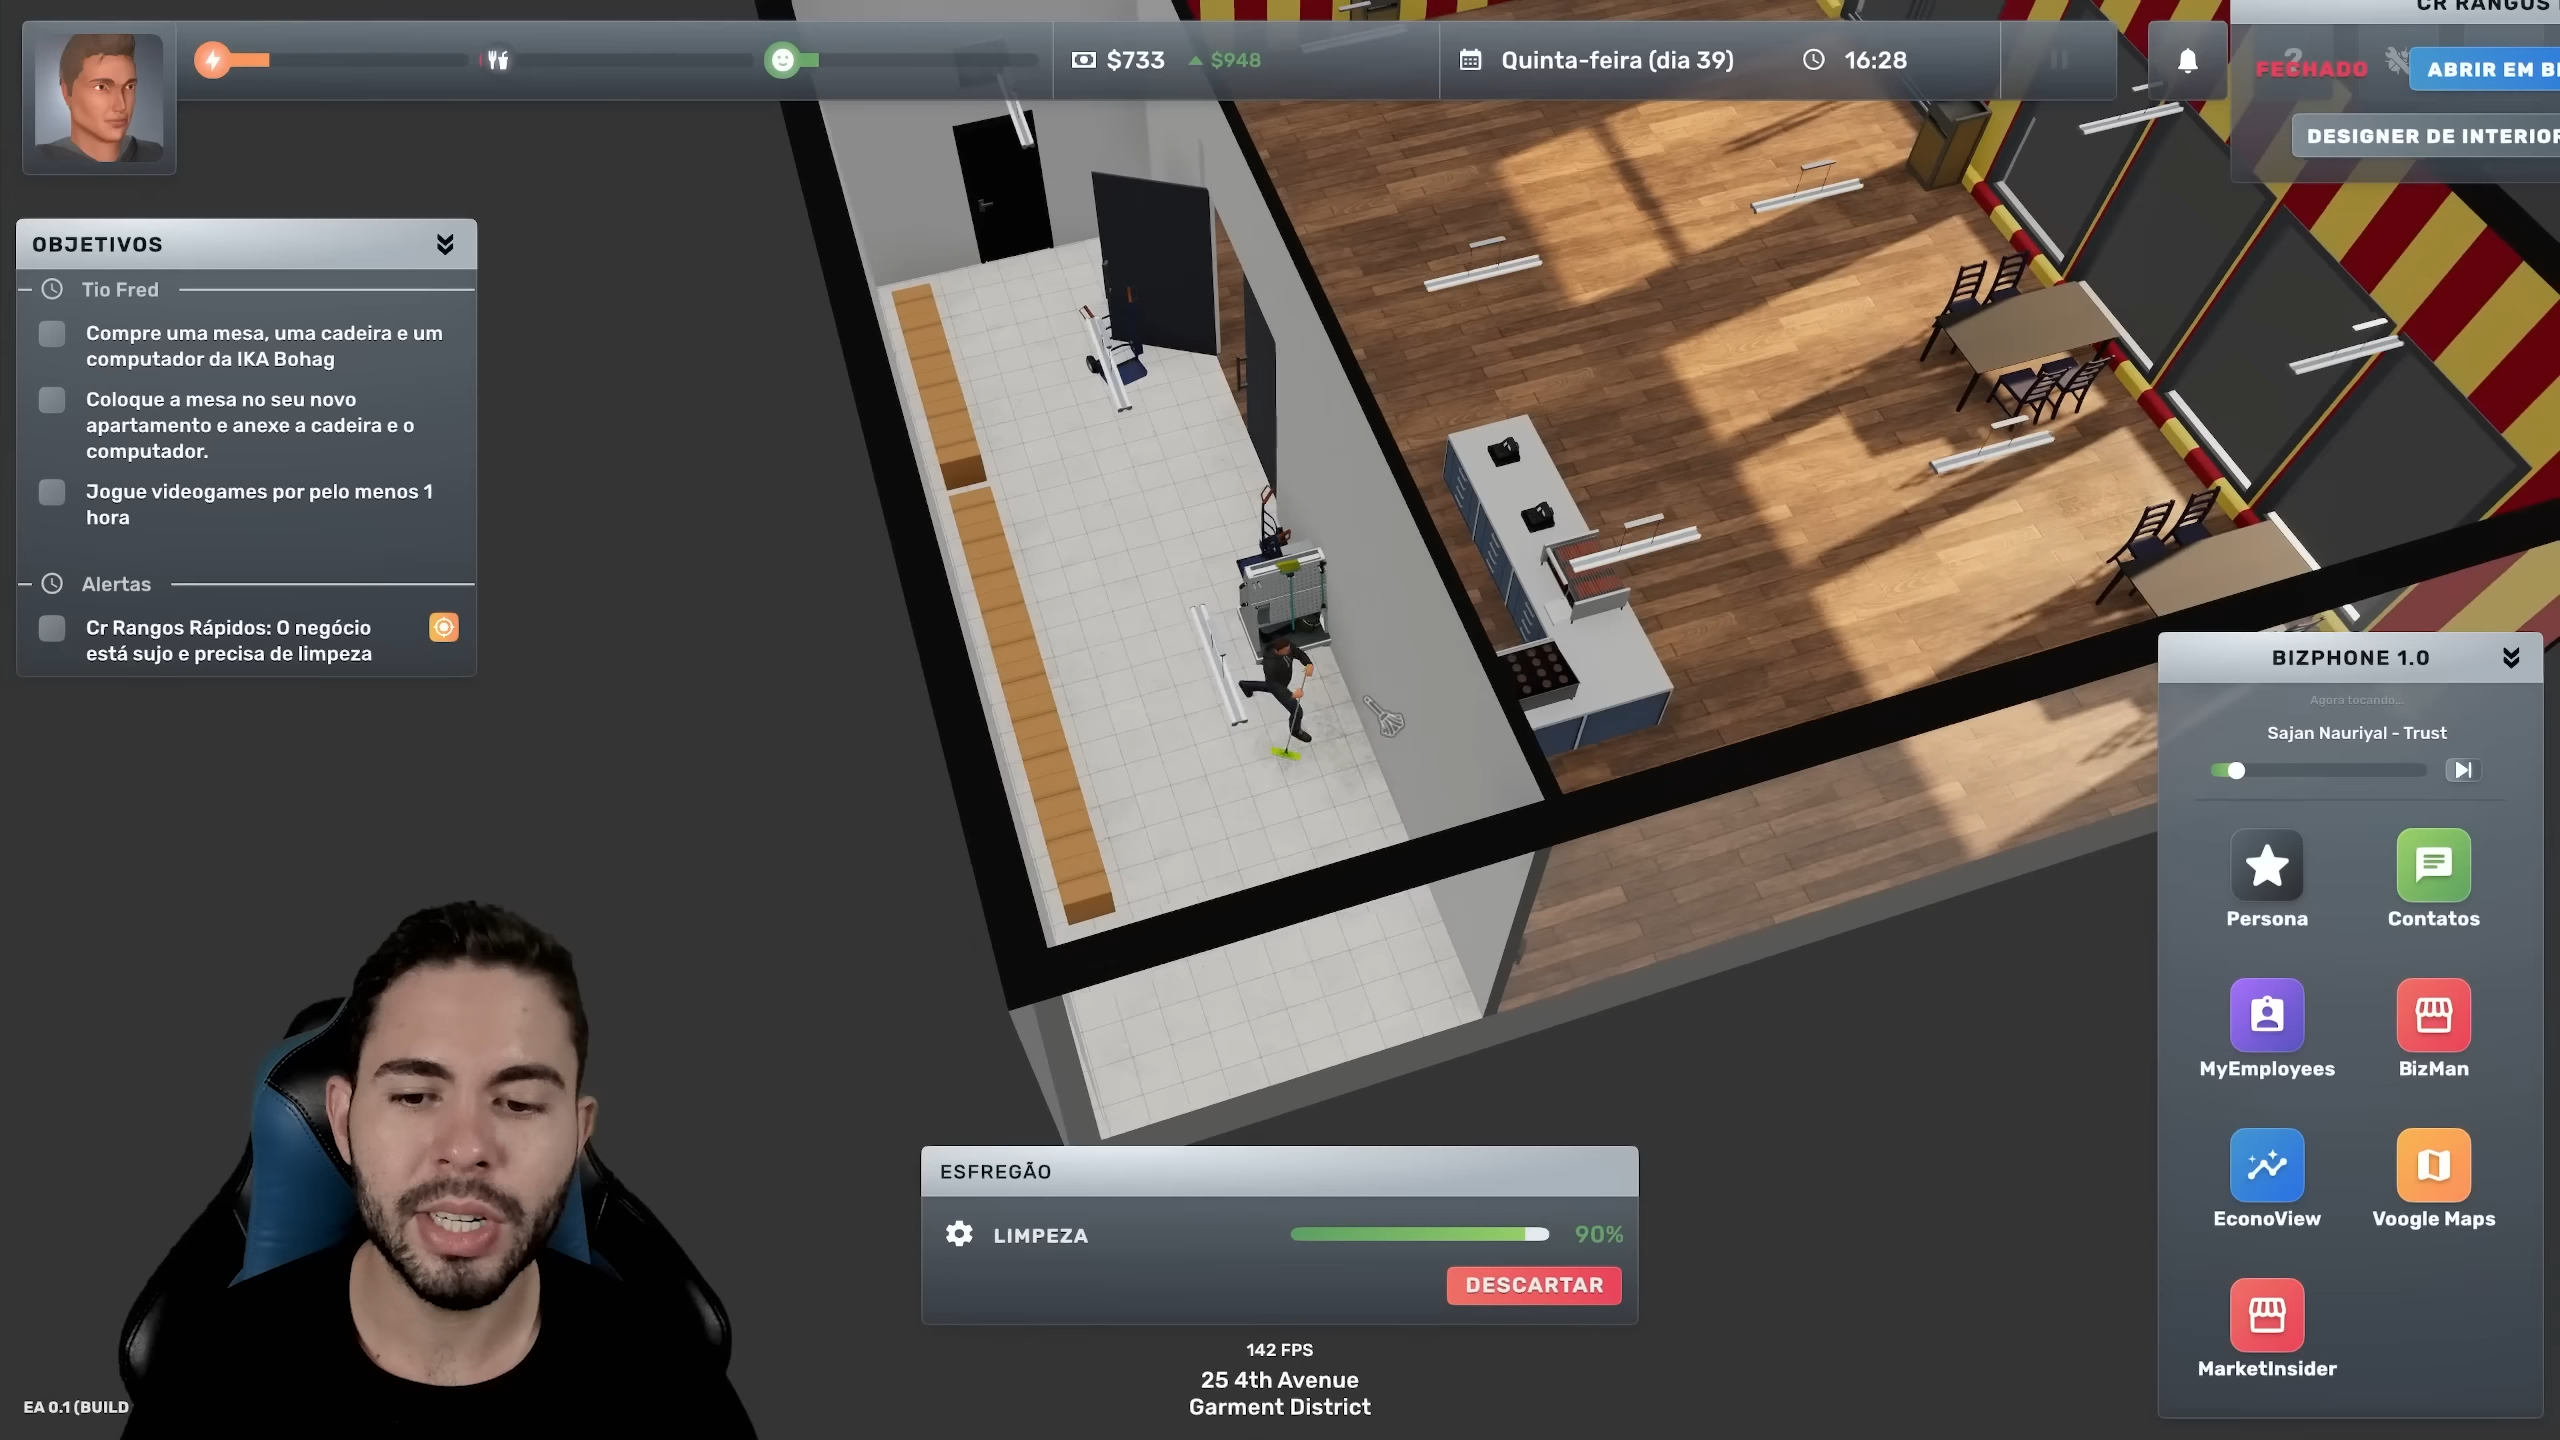 $733
$948
Quinta-feira (dia 39)
16:28
CR RANGOS
FECHADO
ABRIR EM
DESIGNER DE INTERIOR
OBJETIVOS
Tio Fred
Compre uma mesa, uma cadeira e um
computador da IKA Bohag
Coloque a mesa no seu novo
apartamento e anexe a cadeira e o
computador.
Jogue videogames por pelo menos 1
hora
Alertas
Cr Rangos Rápidos: O negócio
está sujo e precisa de limpeza
BIZPHONE 1.0
Agora tocando...
Sajan Nauriyal - Trust
Persona
Contatos
MyEmployees
BizMan
EconoView
Voogle Maps
MarketInsider
ESFREGÃO
LIMPEZA
90%
DESCARTAR
142 FPS
25 4th Avenue
Garment District
EA 0.1 (BUILD